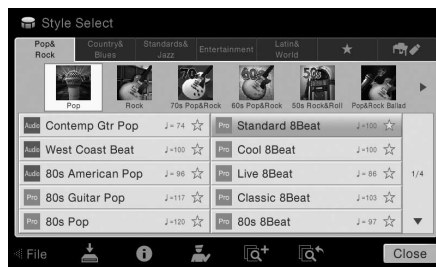 Style Select
Pop& Rock
Country& Blues
Standards& Jazz
Entertainment
Latin& World
Pop
Rock
70s Pop&Rock
60s Pop&Rock
50s Rock&Roll
Pop&Rock Ballad
Audio Contemp Gtr Pop ♩= 74 ☆
Pro Standard 8Beat ♩=100 ☆
Audio West Coast Beat ♩=100 ☆
Pro Cool 8Beat ♩=100 ☆
Audio 80s American Pop ♩= 96 ☆
Pro Live 8Beat ♩= 86 ☆
1/4
Pro 80s Guitar Pop ♩=117 ☆
Pro Classic 8Beat ♩=103 ☆
Pro 80s Pop ♩=120 ☆
Pro 80s 8Beat ♩= 97 ☆
File
Close